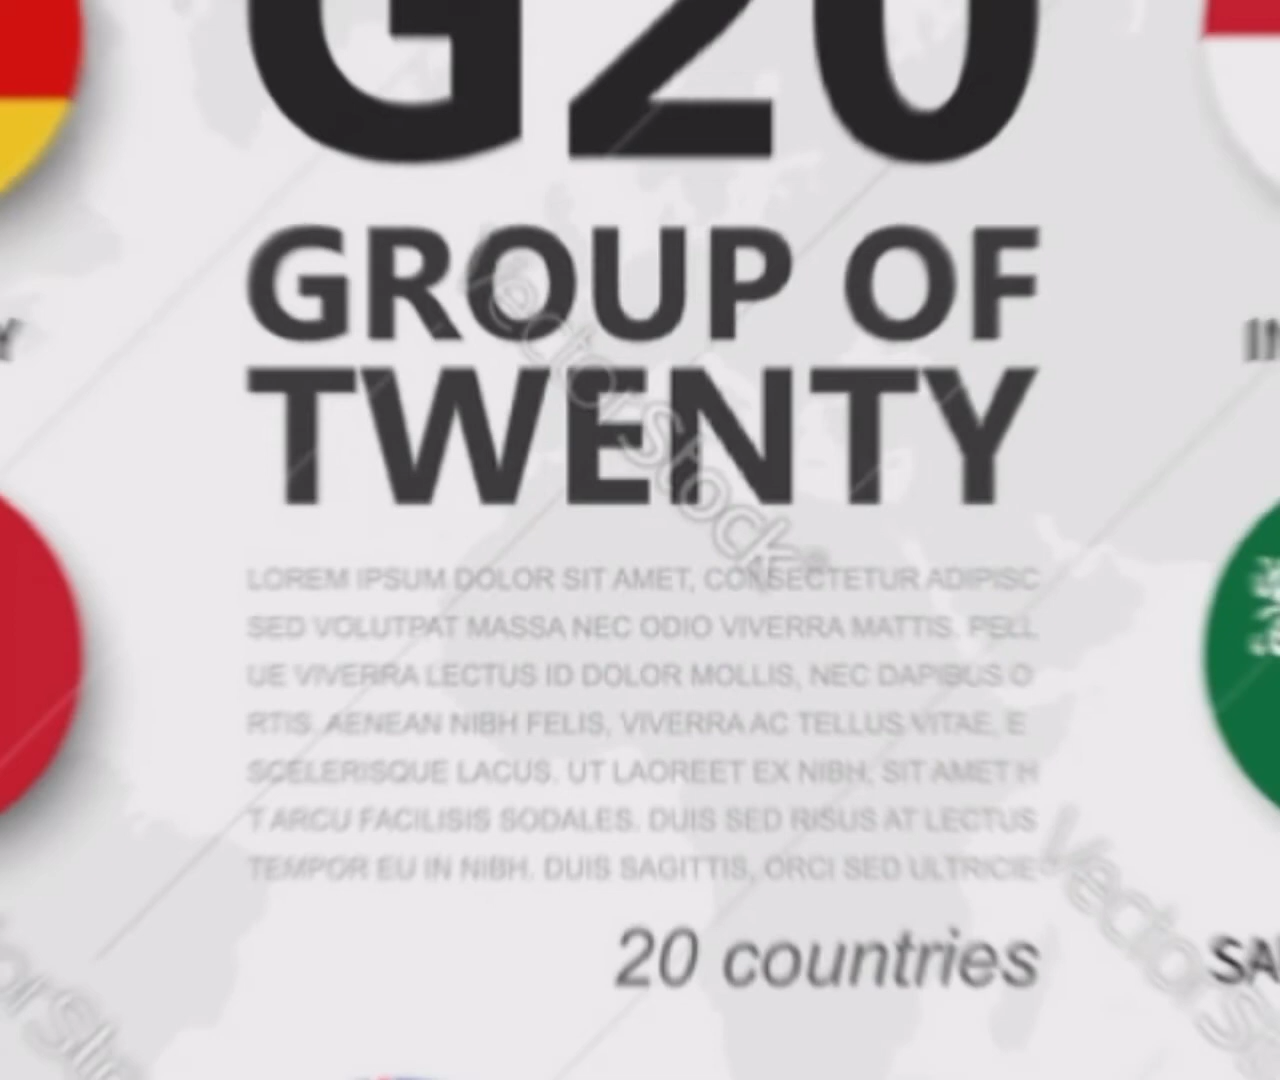 G20
GROUP OF
TWENTY
VectorStock®
LOREM IPSUM DOLOR SIT AMET, CONSECTETUR ADIPISC
SED VOLUTPAT MASSA NEC ODIO VIVERRA MATTIS. PELL
UE VIVERRA LECTUS ID DOLOR MOLLIS, NEC DAPIBUS O
RTIS. AENEAN NIBH FELIS, VIVERRA AC TELLUS VITAE, E
SCELERISQUE LACUS. UT LAOREET EX NIBH, SIT AMET H
T ARCU FACILISIS SODALES. DUIS SED RISUS AT LECTUS
TEMPOR EU IN NIBH. DUIS SAGITTIS, ORCI SED ULTRICIE
20 countries
SA